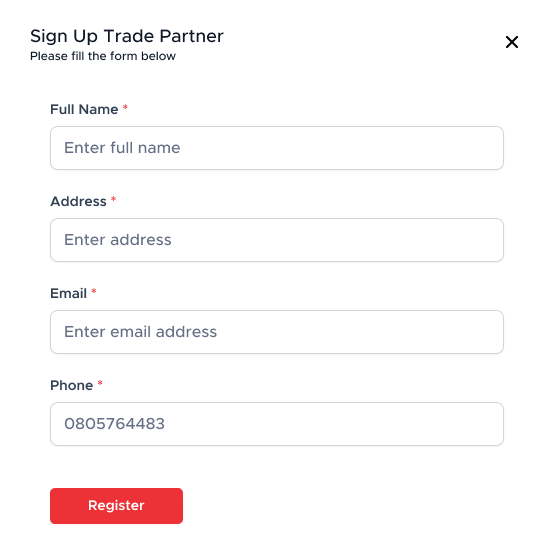 Sign Up Trade Partner
Please fill the form below
Full Name *
Enter full name
Address *
Enter address
Email *
Enter email address
Phone *
0805764483
Register